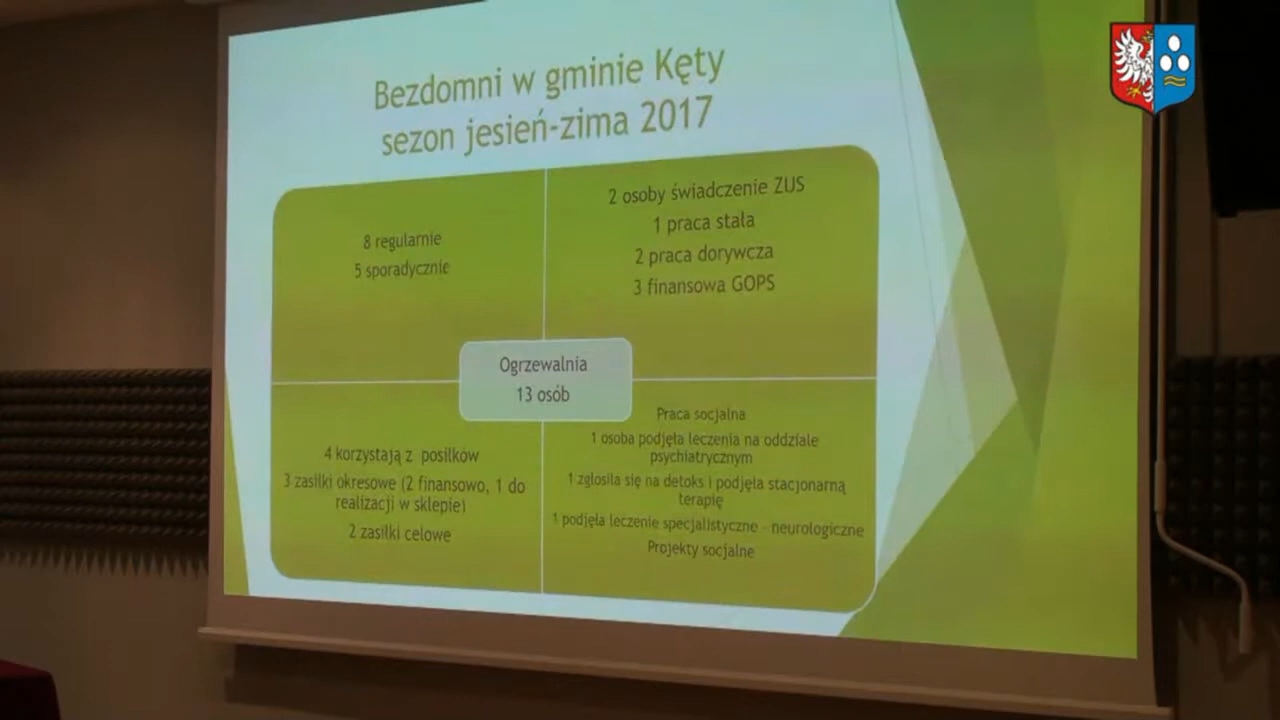 Bezdomni w gminie Kęty
sezon jesień-zima 2017
8 regularnie
5 sporadycznie
2 osoby świadczenie ZUS
1 praca stała
2 praca dorywcza
3 finansowa GOPS
Ogrzewalnia
13 osób
4 korzystają z posiłków
3 zasiłki okresowe (2 finansowo, 1 do
realizacji w sklepie)
2 zasiłki celowe
Praca socjalna
1 osoba podjęła leczenia na oddziale
psychiatrycznym
1 zgłosiła się na detoks i podjęła stacjonarną
terapię
1 podjęła leczenie specjalistyczne - neurologiczne
Projekty socjalne